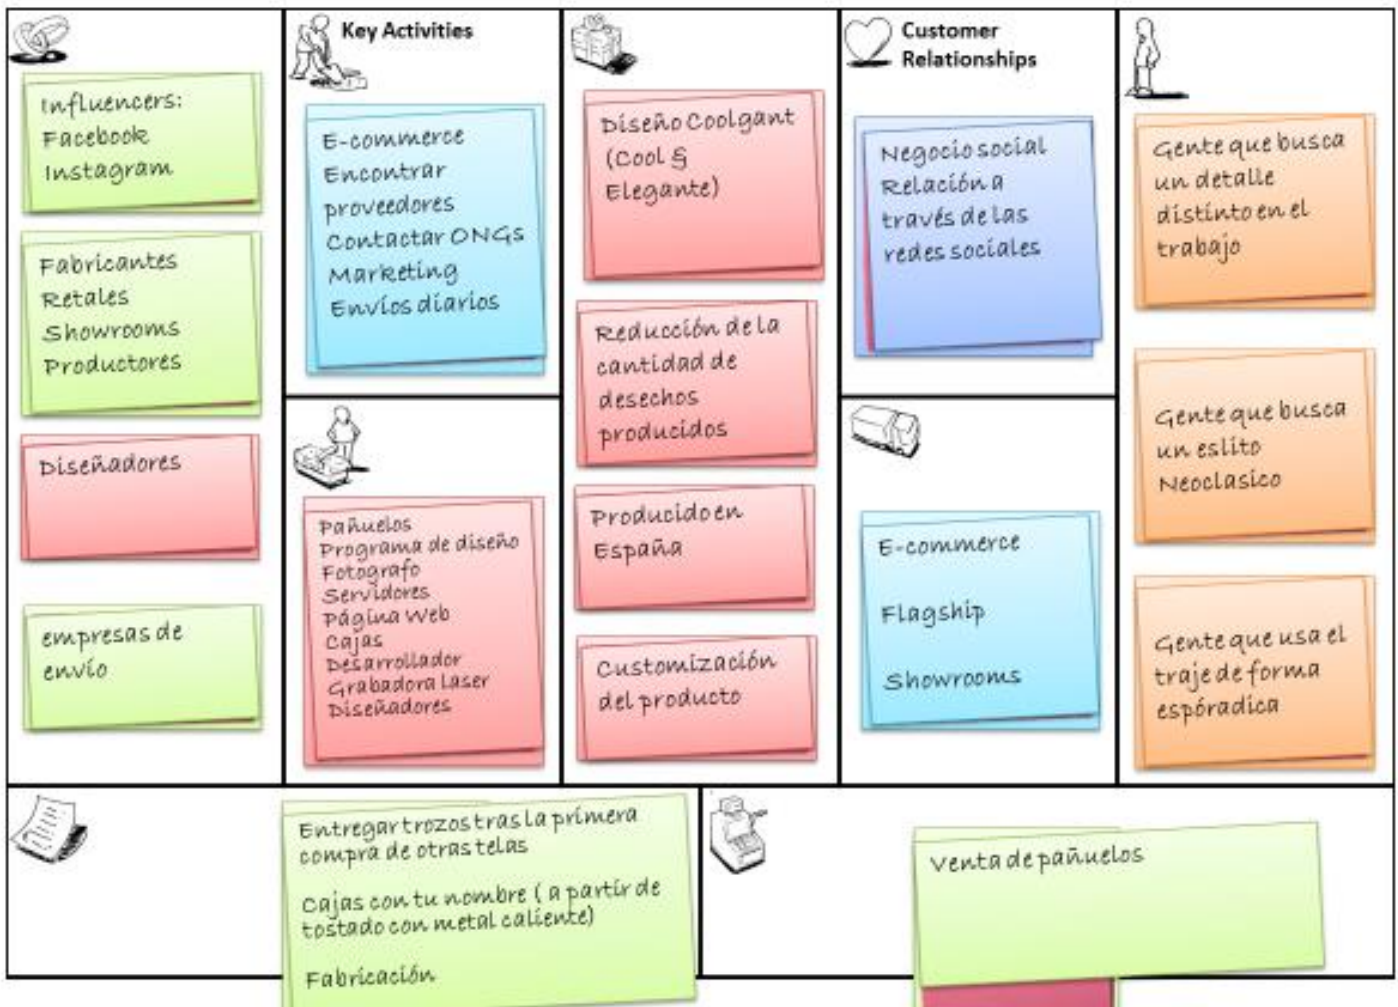 Influencers:
Facebook
Instagram
Fabricantes
Retales
Showrooms
Productores
Diseñadores
empresas de
envío
Key Activities
E-commerce
Encontrar
proveedores
Contactar ONGs
Marketing
Envíos diarios
Pañuelos
Programa de diseño
Fotografo
Servidores
Página Web
Cajas
Desarrollador
Grabadora laser
Diseñadores
Diseño Coolgant
(Cool &
Elegante)
Reducción de la
cantidad de
desechos
producidos
Producido en
España
Customización
del producto
Customer
Relationships
Negocio social
Relación a
través de las
redes sociales
E-commerce
Flagship
Showrooms
Gente que busca
un detalle
distinto en el
trabajo
Gente que busca
un eslito
Neoclasico
Gente que usa el
traje de forma
espóradica
Entregar trozos tras la primera
compra de otras telas
Cajas con tu nombre ( a partir de
tostado con metal caliente)
Fabricación
Venta de pañuelos